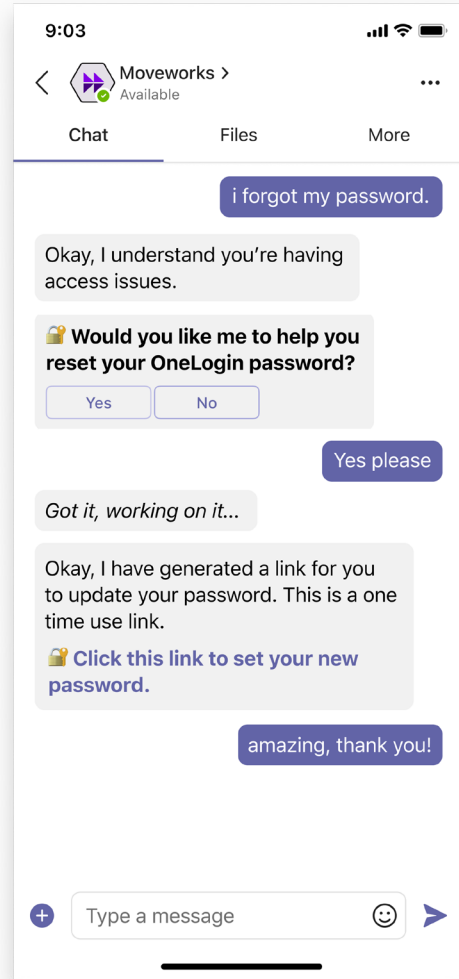 9:03
Moveworks >
Available
Chat Files More
i forgot my password.
Okay, I understand you’re having
access issues.
🔐 Would you like me to help you
reset your OneLogin password?
Yes No
Yes please
Got it, working on it...
Okay, I have generated a link for you
to update your password. This is a one
time use link.
🔐 Click this link to set your new
password.
amazing, thank you!
Type a message